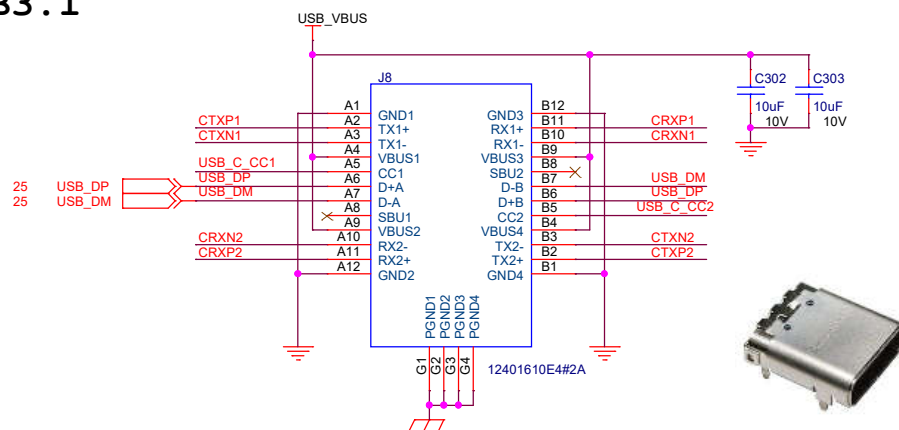 B3.1
USB_VBUS
J8
C302
10uF
10V
C303
10uF
10V
A1 GND1 GND3 B12
CTXP1 A2 TX1+ RX1+ B11 CRXP1
CTXN1 A3 TX1- RX1- B10 CRXN1
A4 VBUS1 VBUS3 B9
USB_C_CC1 A5 CC1 SBU2 B8
25 USB_DP USB_DP A6 D+A D-B B7 USB_DM
25 USB_DM USB_DM A7 D-A D+B B6 USB_DP
A8 SBU1 CC2 B5 USB_C_CC2
A9 VBUS2 VBUS4 B4
CRXN2 A10 RX2- TX2- B3 CTXN2
CRXP2 A11 RX2+ TX2+ B2 CTXP2
A12 GND2 GND4 B1
PGND1
PGND2
PGND3
PGND4
G1
G2
G3
G4
12401610E4#2A